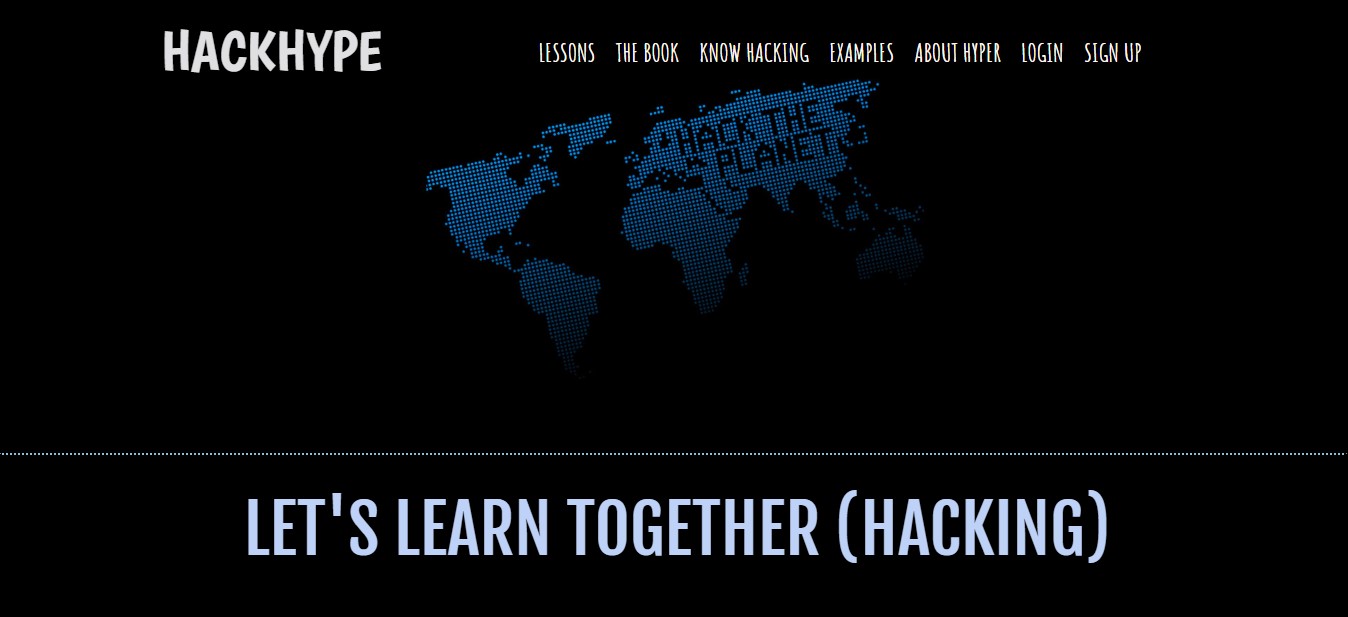 HACKHYPE
LESSONS THE BOOK KNOW HACKING EXAMPLES ABOUT HYPER LOGIN SIGN UP
HACK THE
PLANET
LET'S LEARN TOGETHER (HACKING)